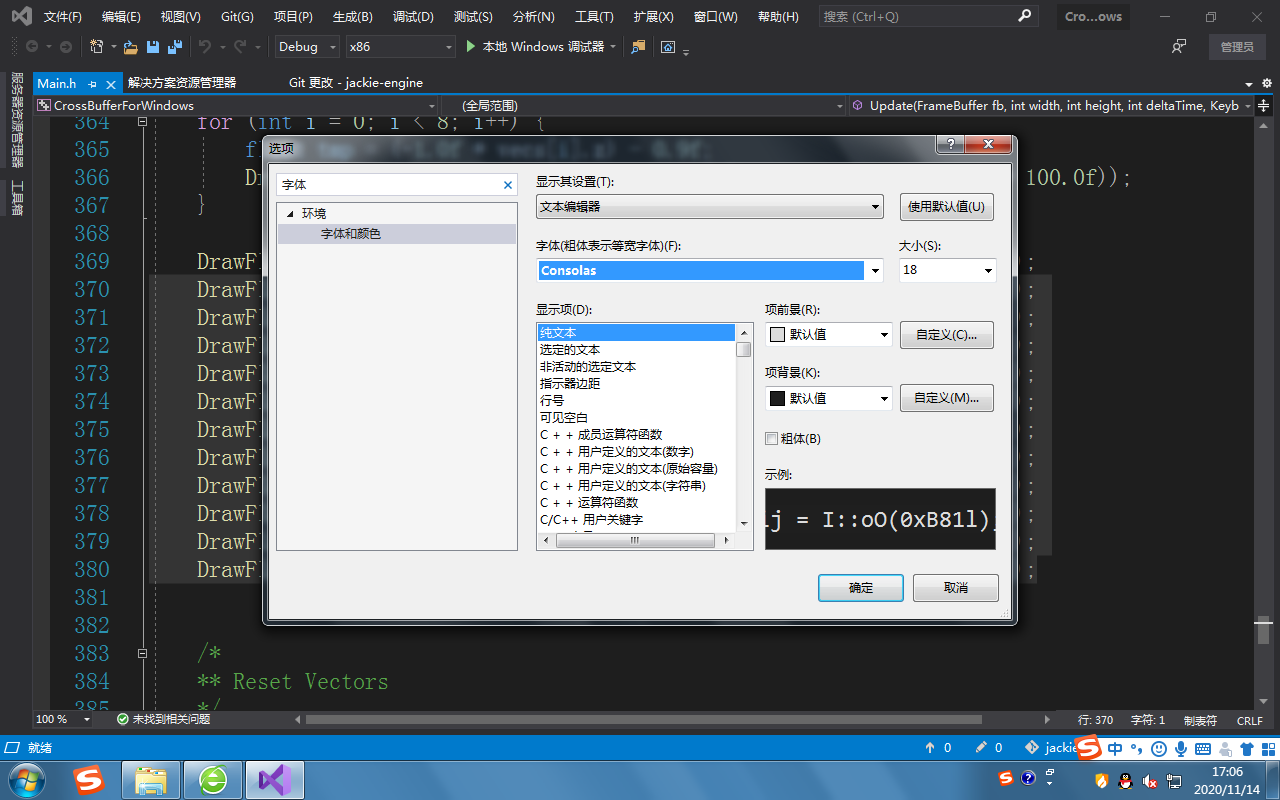 文件(F) 编辑(E) 视图(V) Git(G) 项目(P) 生成(B) 调试(D) 测试(S) 分析(N) 工具(T) 扩展(X) 窗口(W) 帮助(H) 搜索 (Ctrl+Q) Cro...ows
Debug x86 本地 Windows 调试器 管理员
服务器资源管理器
工具箱
Main.h 解决方案资源管理器 Git 更改 - jackie-engine
CrossBufferForWindows (全局范围) Update(FrameBuffer fb, int width, int height, int deltaTime, Keyb
364 for (int i = 0; i < 8; i++) {
365
366 100.0f));
367 }
368
369 DrawF ;
370 DrawF ;
371 DrawF ;
372 DrawF ;
373 DrawF ;
374 DrawF ;
375 DrawF ;
376 DrawF ;
377 DrawF ;
378 DrawF ;
379 DrawF ;
380 DrawF ;
381
382
383 /*
384 ** Reset Vectors
385 */
选项
字体
环境
字体和颜色
显示其设置(T):
文本编辑器 使用默认值(U)
字体(粗体表示等宽字体)(F): 大小(S):
Consolas 18
显示项(D):
纯文本
选定的文本
非活动的选定文本
指示器边距
行号
可见空白
C + + 成员运算符函数
C + + 用户定义的文本(数字)
C + + 用户定义的文本(原始容量)
C + + 用户定义的文本(字符串)
C + + 运算符函数
C/C++ 用户关键字
项前景(R):
默认值 自定义(C)...
项背景(K):
默认值 自定义(M)...
粗体(B)
示例:
ij = I::oO(0xB81l)
确定 取消
100 % 未找到相关问题 行: 370 字符: 1 制表符 CRLF
就绪 0 0 jackie 中
17:06
2020/11/14